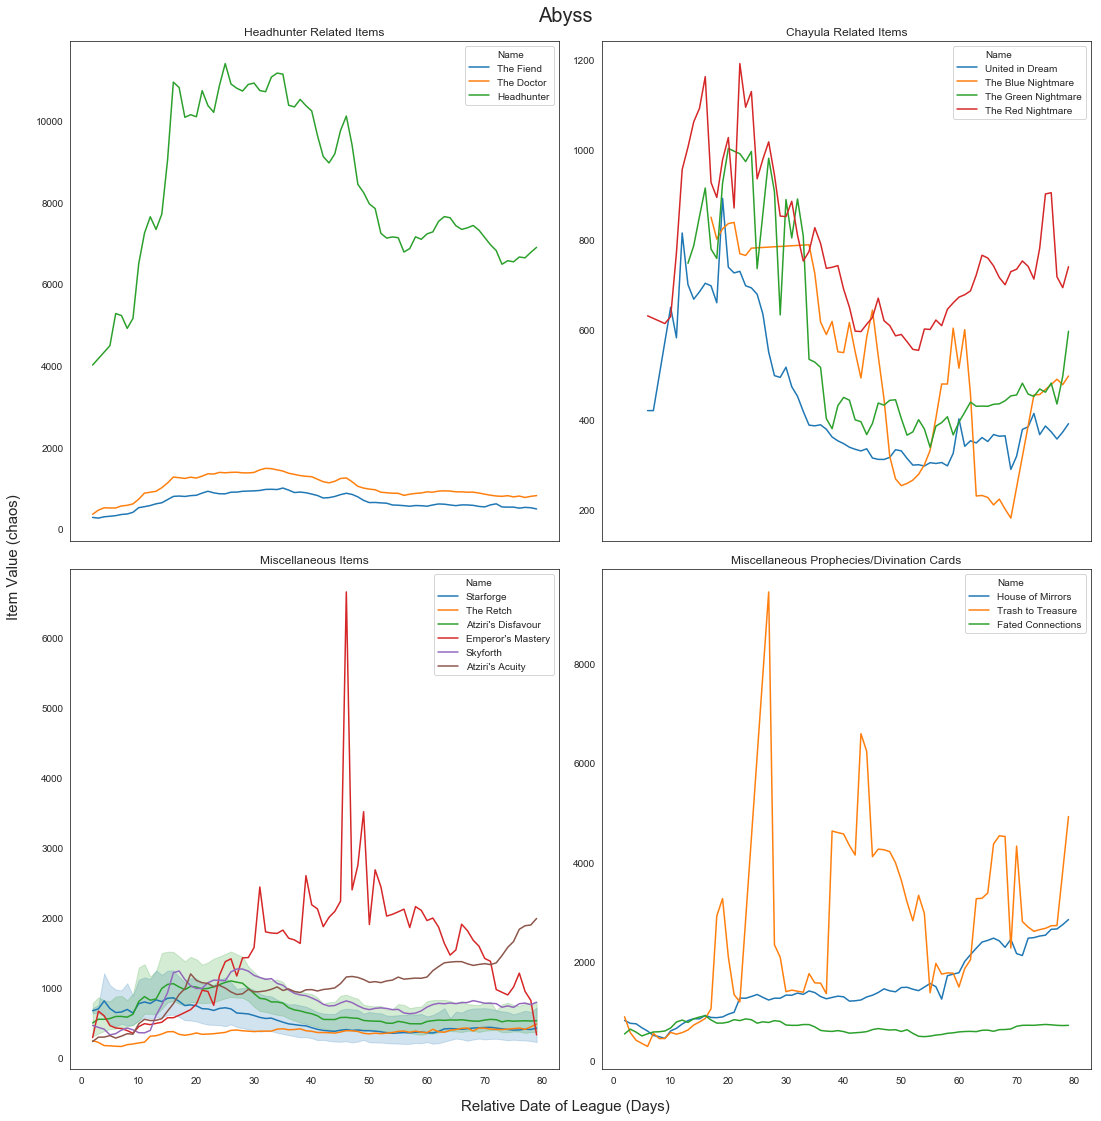 Abyss
Headhunter Related Items
Name
The Fiend
The Doctor
Headhunter
10000
8000
6000
4000
2000
0
Chayula Related Items
Name
United in Dream
The Blue Nightmare
The Green Nightmare
The Red Nightmare
1200
1000
800
600
400
200
Item Value (chaos)
Miscellaneous Items
Name
Starforge
The Retch
Atziri's Disfavour
Emperor's Mastery
Skyforth
Atziri's Acuity
6000
5000
4000
3000
2000
1000
0
0 10 20 30 40 50 60 70 80
Miscellaneous Prophecies/Divination Cards
Name
House of Mirrors
Trash to Treasure
Fated Connections
8000
6000
4000
2000
0
0 10 20 30 40 50 60 70 80
Relative Date of League (Days)